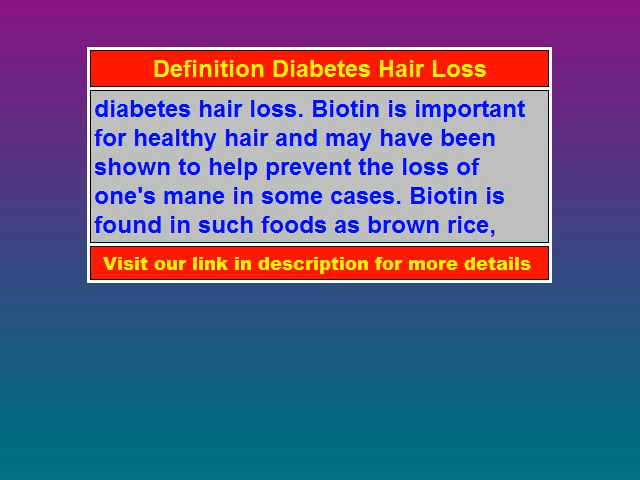 Definition Diabetes Hair Loss
diabetes hair loss. Biotin is important
for healthy hair and may have been
shown to help prevent the loss of
one's mane in some cases. Biotin is
found in such foods as brown rice,
Visit our link in description for more details